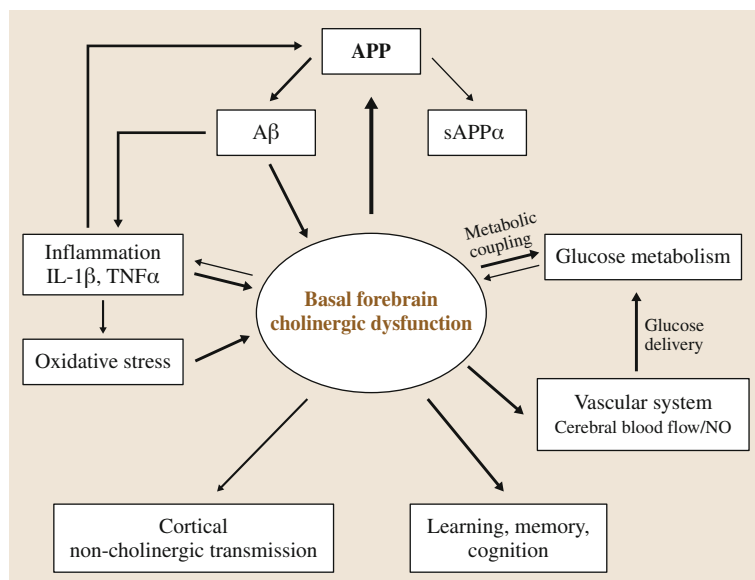 APP
Aβ
sAPPα
Metabolic
coupling
Inflammation
IL-1β, TNFα
Glucose metabolism
Basal forebrain
cholinergic dysfunction
Glucose
delivery
Oxidative stress
Vascular system
Cerebral blood flow/NO
Cortical
non-cholinergic transmission
Learning, memory,
cognition